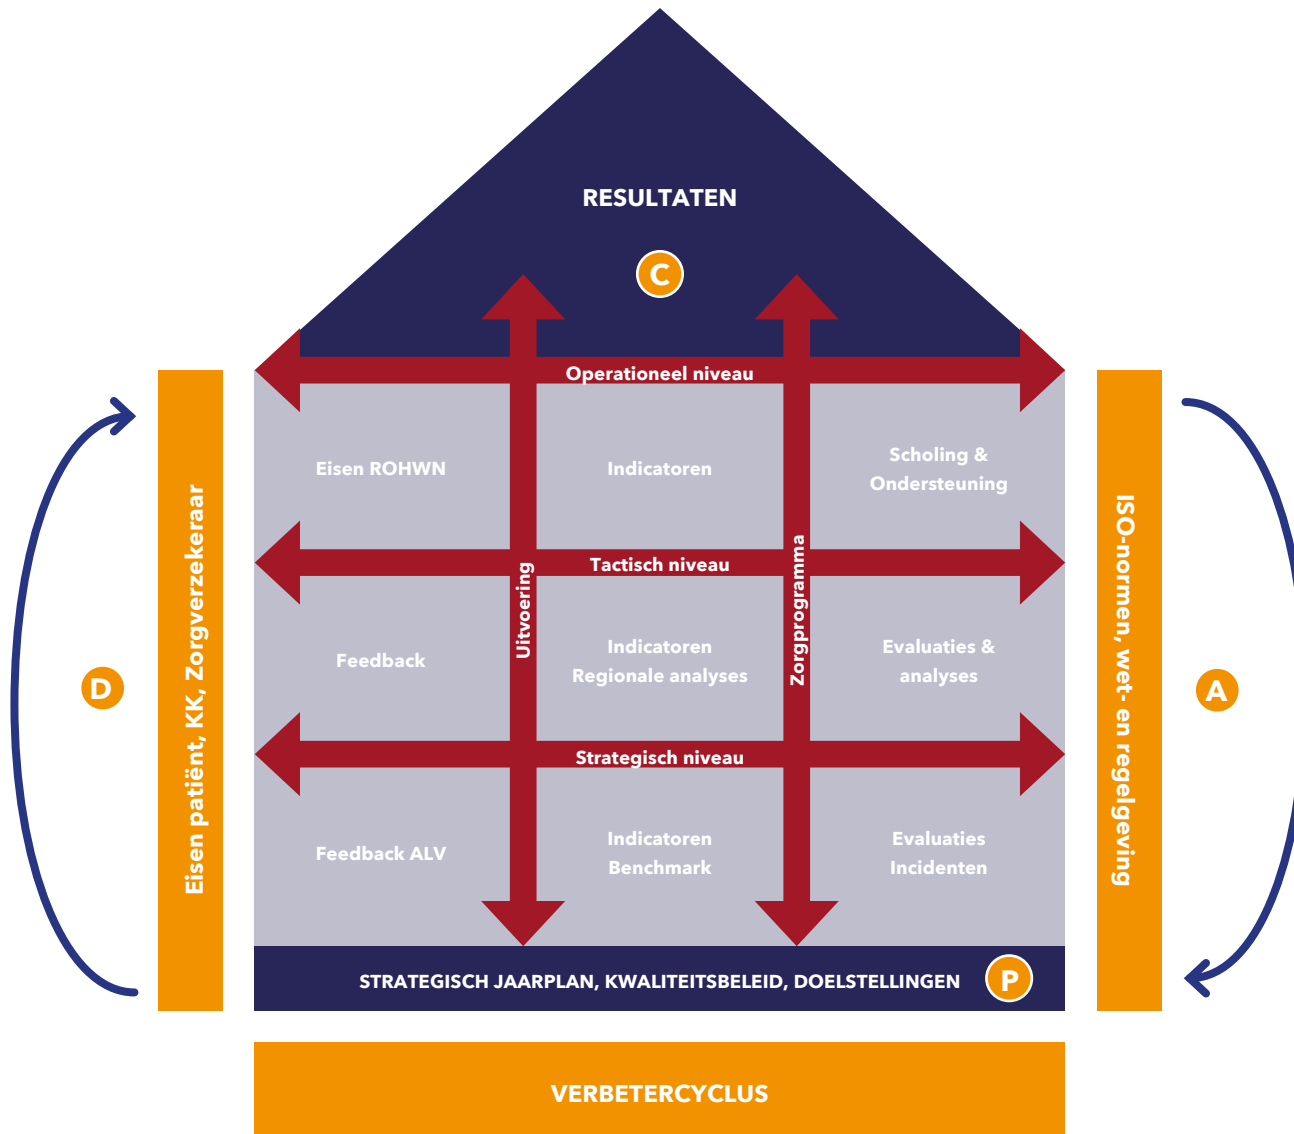 RESULTATEN
C
Operationeel niveau
Eisen ROHWN
Indicatoren
Scholing &
Ondersteuning
Tactisch niveau
Uitvoering
Zorgprogramma
Feedback
Indicatoren
Regionale analyses
Evaluaties &
analyses
Strategisch niveau
Feedback ALV
Indicatoren
Benchmark
Evaluaties
Incidenten
Eisen patiënt, KK, Zorgverzekeraar
D
ISO-normen, wet- en regelgeving
A
STRATEGISCH JAARPLAN, KWALITEITSBELEID, DOELSTELLINGEN
P
VERBETERCYCLUS